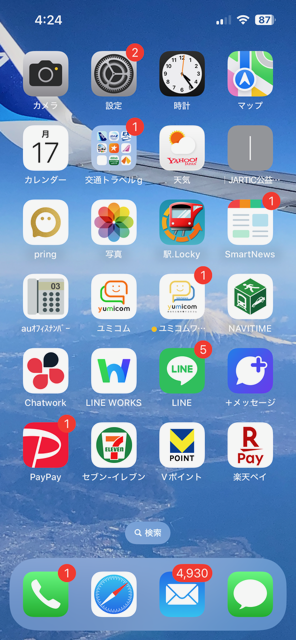 4:24
87
2
カメラ
設定
時計
マップ
月
17
1
YAHOO!
カレンダー
交通トラベルg
天気
JARTIC公益…
1
pring
写真
駅.Locky
SmartNews
03
yumicom
1
yumicom
auオフィスナンバー
ユミコム
ユミコムワ…
NAVITIME
LINE
5
Chatwork
LINE WORKS
LINE
+メッセージ
1
7
ELEVEN
V
POINT
R
Pay
PayPay
セブン-イレブン
Vポイント
楽天ペイ
検索
1
4,930